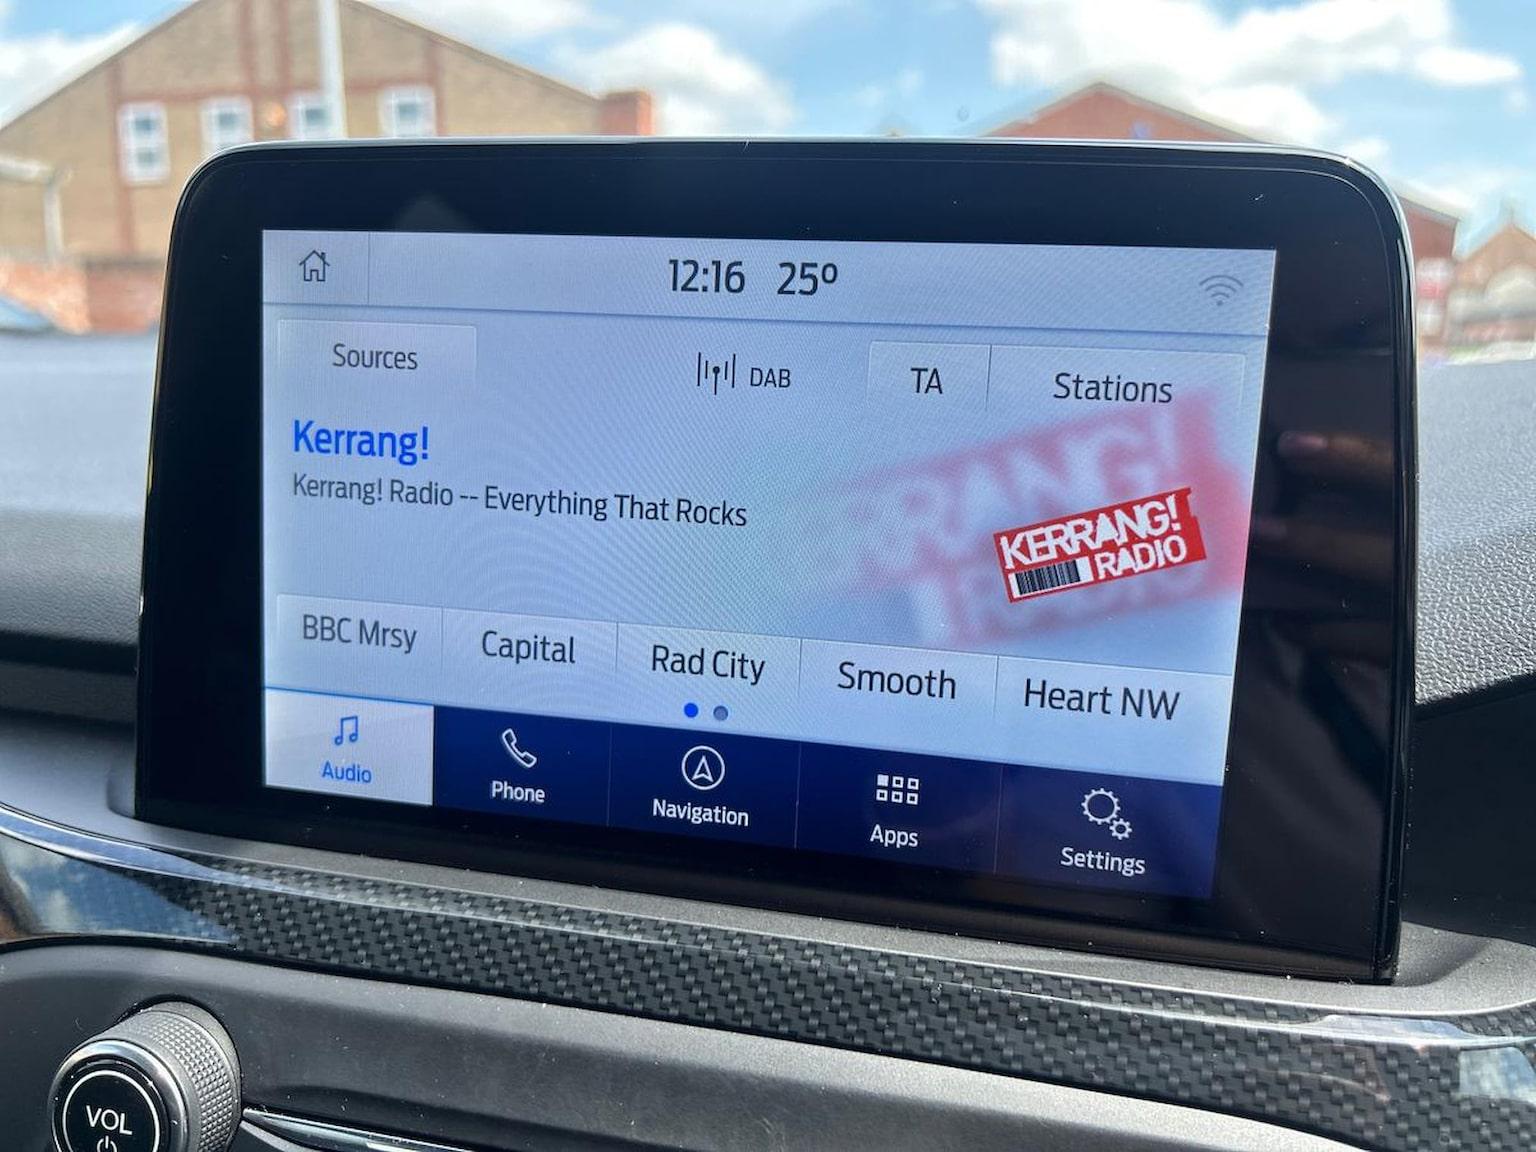 12:16 25º
Sources
DAB
TA
Stations
Kerrang!
Kerrang! Radio -- Everything That Rocks
KERRANG!
RADIO
BBC Mrsy
Capital
Rad City
Smooth
Heart NW
Audio
Phone
Navigation
Apps
Settings
VOL